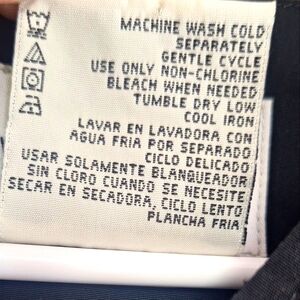 MACHINE WASH COLD
SEPARATELY
GENTLE CYCLE
USE ONLY NON-CHLORINE
BLEACH WHEN NEEDED
TUMBLE DRY LOW
COOL IRON
LAVAR EN LAVADORA CON
AGUA FRIA POR SEPARADO
CICLO DELICADO
USAR SOLAMENTE BLANQUEADOR
SIN CLORO CUANDO SE NECESITE
SECAR EN SECADORA, CICLO LENTO
PLANCHA FRIA